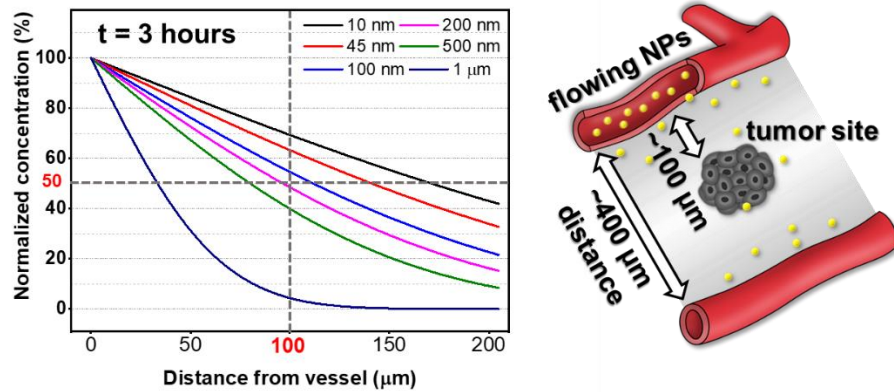 t = 3 hours
10 nm
200 nm
45 nm
500 nm
100 nm
1 μm
Normalized concentration (%)
100
80
60
50
40
20
0
0
50
100
150
200
Distance from vessel (μm)
flowing NPs
~100 μm
tumor site
~400 μm
distance